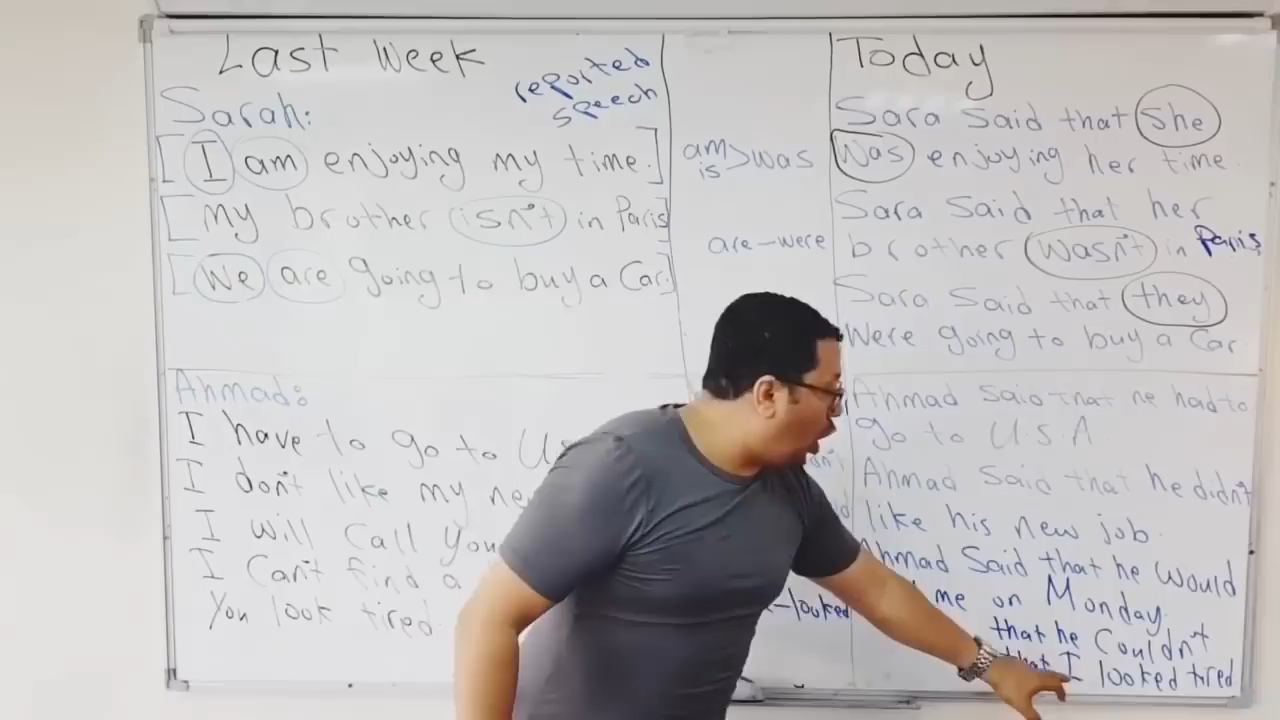 Last Week
reported
speech
Sarah:
[I am enjoying my time.]
[My brother isn't in Paris]
[We are going to buy a Car.]
Ahmad:
I have to go to
I don't like my
I will Call You
I Can't find a
You look tired
am
is >was
are-were
-looked
Today
Sara Said that She
Was enjoying her time.
Sara Said that her
brother wasn't in Paris
Sara Said that they
Were going to buy a Car.
Ahmad Said that he had to
go to U.S.A
Ahmad Said that he didn't
like his new job.
Ahmad Said that he Would
me on Monday.
that he Couldn't
that I looked tired